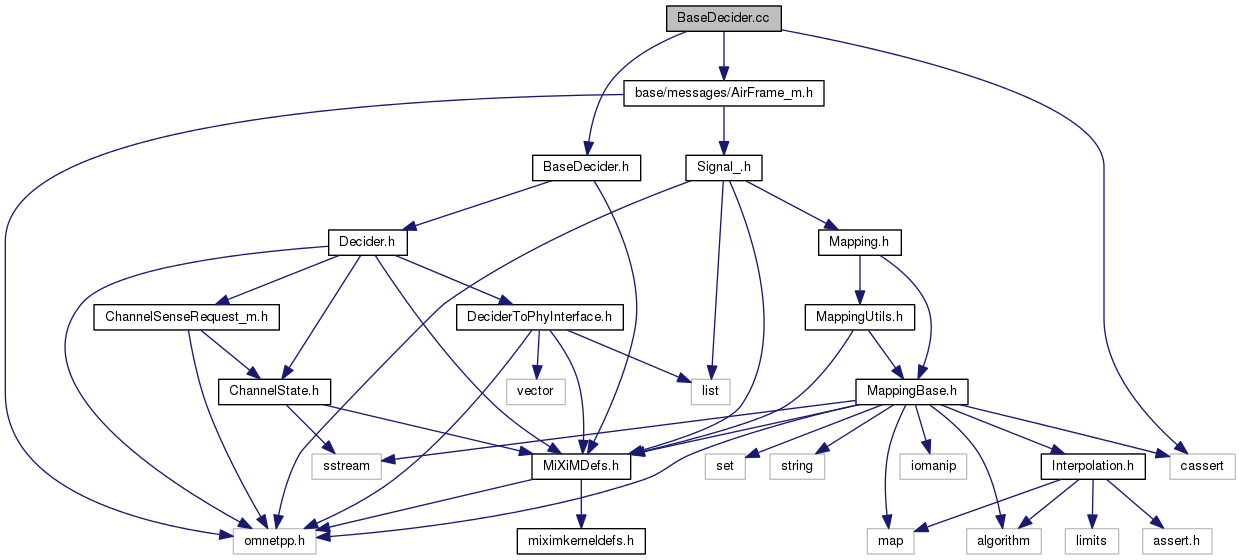 BaseDecider.cc
base/messages/AirFrame_m.h
BaseDecider.h
Signal_.h
Decider.h
Mapping.h
ChannelSenseRequest_m.h
DeciderToPhyInterface.h
MappingUtils.h
ChannelState.h
vector
list
MappingBase.h
sstream
MiXiMDefs.h
set
string
iomanip
Interpolation.h
cassert
omnetpp.h
miximkerneldefs.h
map
algorithm
limits
assert.h